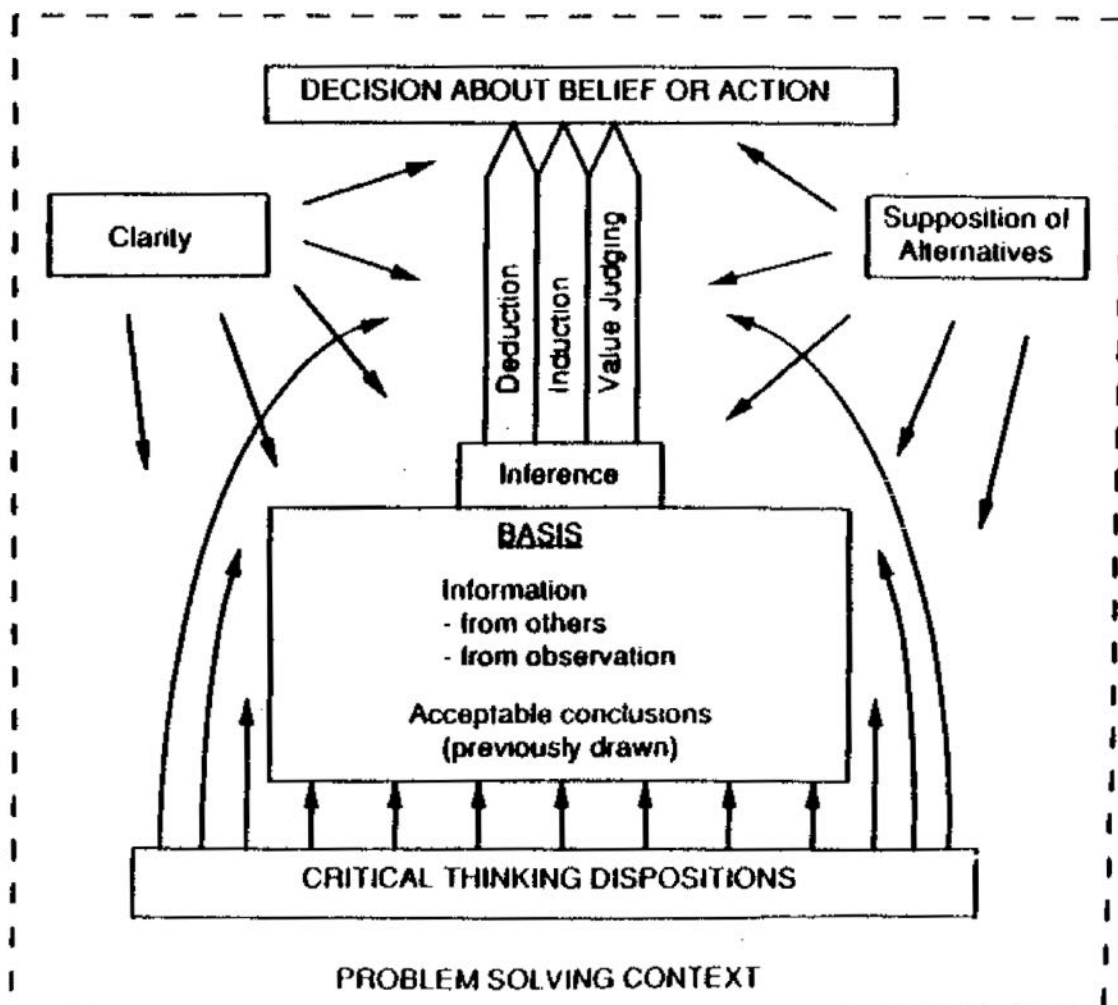 DECISION ABOUT BELIEF OR ACTION
Clarity
Supposition of
Alternatives
Deduction
Induction
Value Judging
Inference
BASIS
Information
- from others
- from observation
Acceptable conclusions
(previously drawn)
CRITICAL THINKING DISPOSITIONS
PROBLEM SOLVING CONTEXT